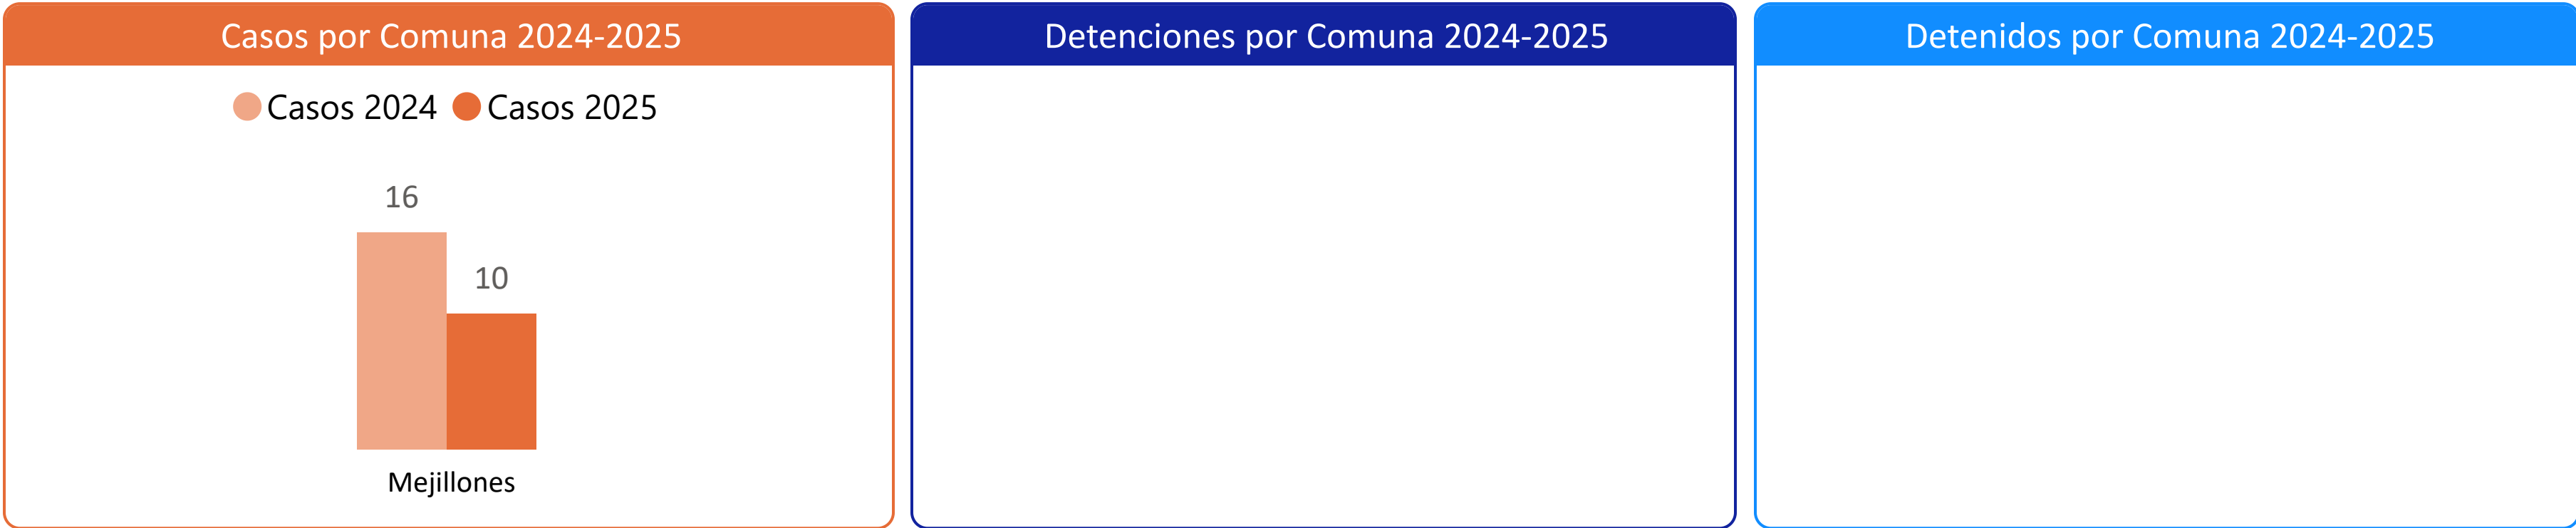 Casos por Comuna 2024-2025
Casos 2024 Casos 2025
16
10
Mejillones
Detenciones por Comuna 2024-2025
Detenidos por Comuna 2024-2025